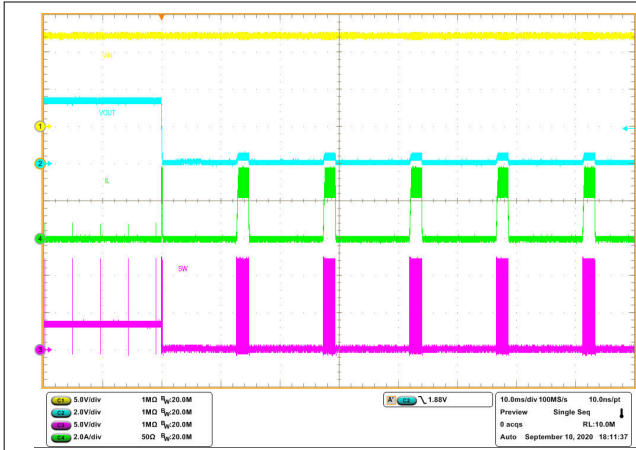 VIN
VOUT
IL
SW
1
2
4
3
C1 5.0V/div 1MΩ BW:20.0M
C2 2.0V/div 1MΩ BW:20.0M
C3 5.0V/div 1MΩ BW:20.0M
C4 2.0A/div 50Ω BW:20.0M
A' C2 1.88V
10.0ms/div 100MS/s 10.0ns/pt
Preview Single Seq
0 acqs RL:10.0M
Auto September 10, 2020 18:11:37